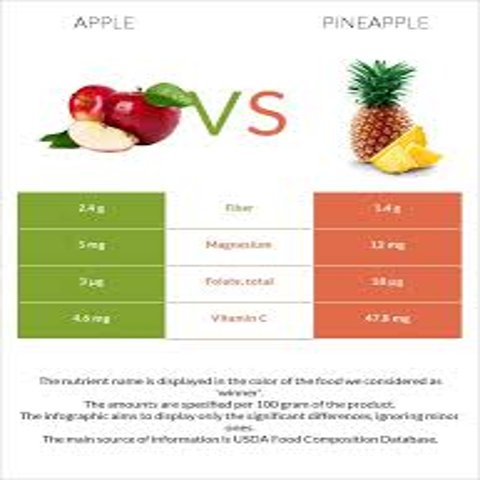 APPLE PINEAPPLE
VS
2.4 g Fiber 1.4 g
5 mg Magnesium 12 mg
3 µg Folate, total 18 µg
4.6 mg Vitamin C 47.8 mg
The nutrient name is displayed in the color of the food we considered as
'winner'.
The amounts are specified per 100 gram of the product.
The infographic aims to display only the significant differences, ignoring minor
ones.
The main source of information is USDA Food Composition Database.